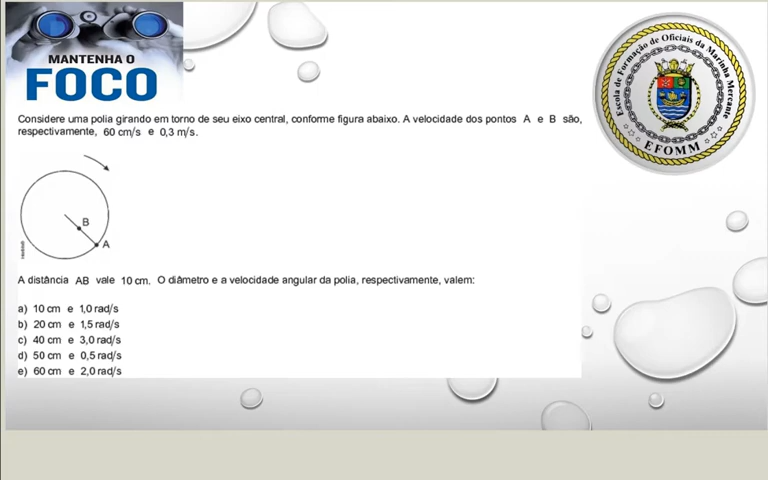 MANTENHA O
FOCO
Escola de Formação de Oficiais da Marinha Mercante
EFOMM
Considere uma polia girando em torno de seu eixo central, conforme figura abaixo. A velocidade dos pontos A e B são,
respectivamente, 60 cm/s e 0,3 m/s.
B
A
A distância AB vale 10 cm. O diâmetro e a velocidade angular da polia, respectivamente, valem:
a) 10 cm e 1,0 rad/s
b) 20 cm e 1,5 rad/s
c) 40 cm e 3,0 rad/s
d) 50 cm e 0,5 rad/s
e) 60 cm e 2,0 rad/s